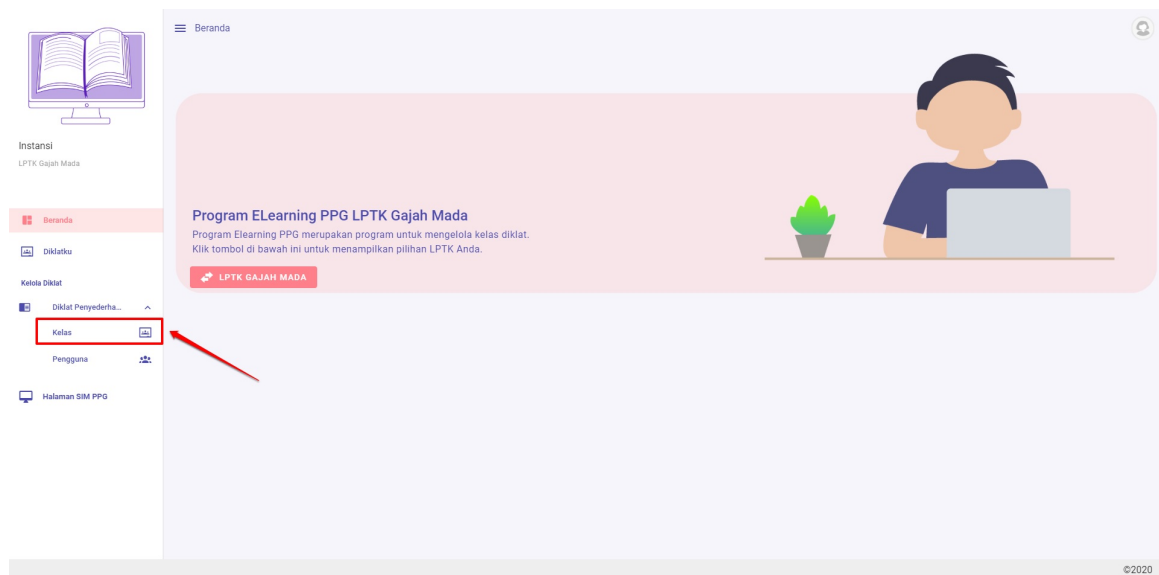 Beranda
Instansi
LPTK Gajah Mada
Beranda
Diklatku
Kelola Diklat
Diklat Penyederha...
Kelas
Pengguna
Halaman SIM PPG
Program ELearning PPG LPTK Gajah Mada
Program Elearning PPG merupakan program untuk mengelola kelas diklat.
Klik tombol di bawah ini untuk menampilkan pilihan LPTK Anda.
LPTK GAJAH MADA
©2020